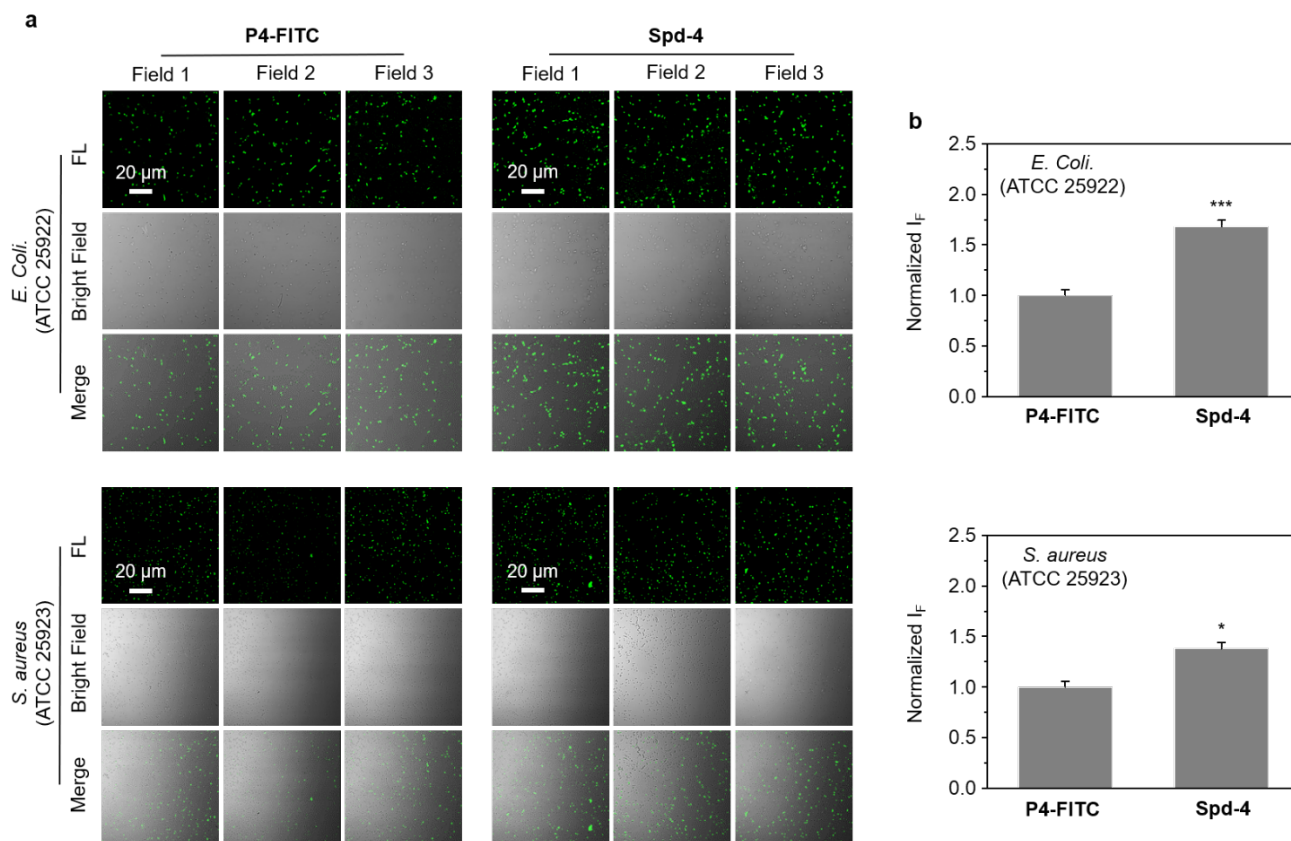 a
P4-FITC
Spd-4
Field 1
Field 2
Field 3
Field 1
Field 2
Field 3
E. Coli.
(ATCC 25922)
FL
20 µm
20 µm
Bright Field
Merge
S. aureus
(ATCC 25923)
FL
20 µm
20 µm
Bright Field
Merge
b
Normalized I_F
2.5
2.0
1.5
1.0
0.5
0.0
E. Coli.
(ATCC 25922)
***
P4-FITC
Spd-4
Normalized I_F
2.5
2.0
1.5
1.0
0.5
0.0
S. aureus
(ATCC 25923)
*
P4-FITC
Spd-4